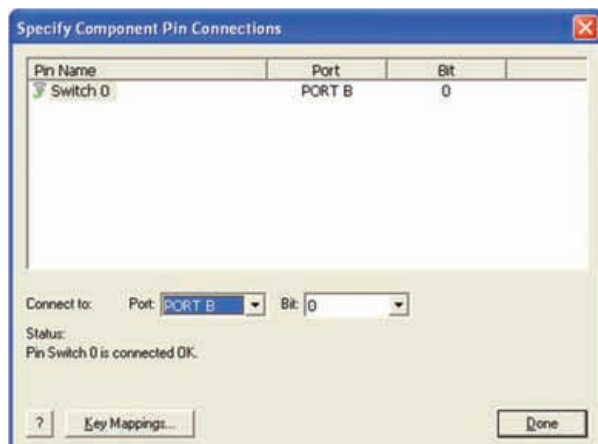 Specify Component Pin Connections
Pin Name Port Bit
Switch 0 PORT B 0
Connect to: Port: PORT B Bit: 0
Status:
Pin Switch 0 is connected OK.
? Key Mappings... Done